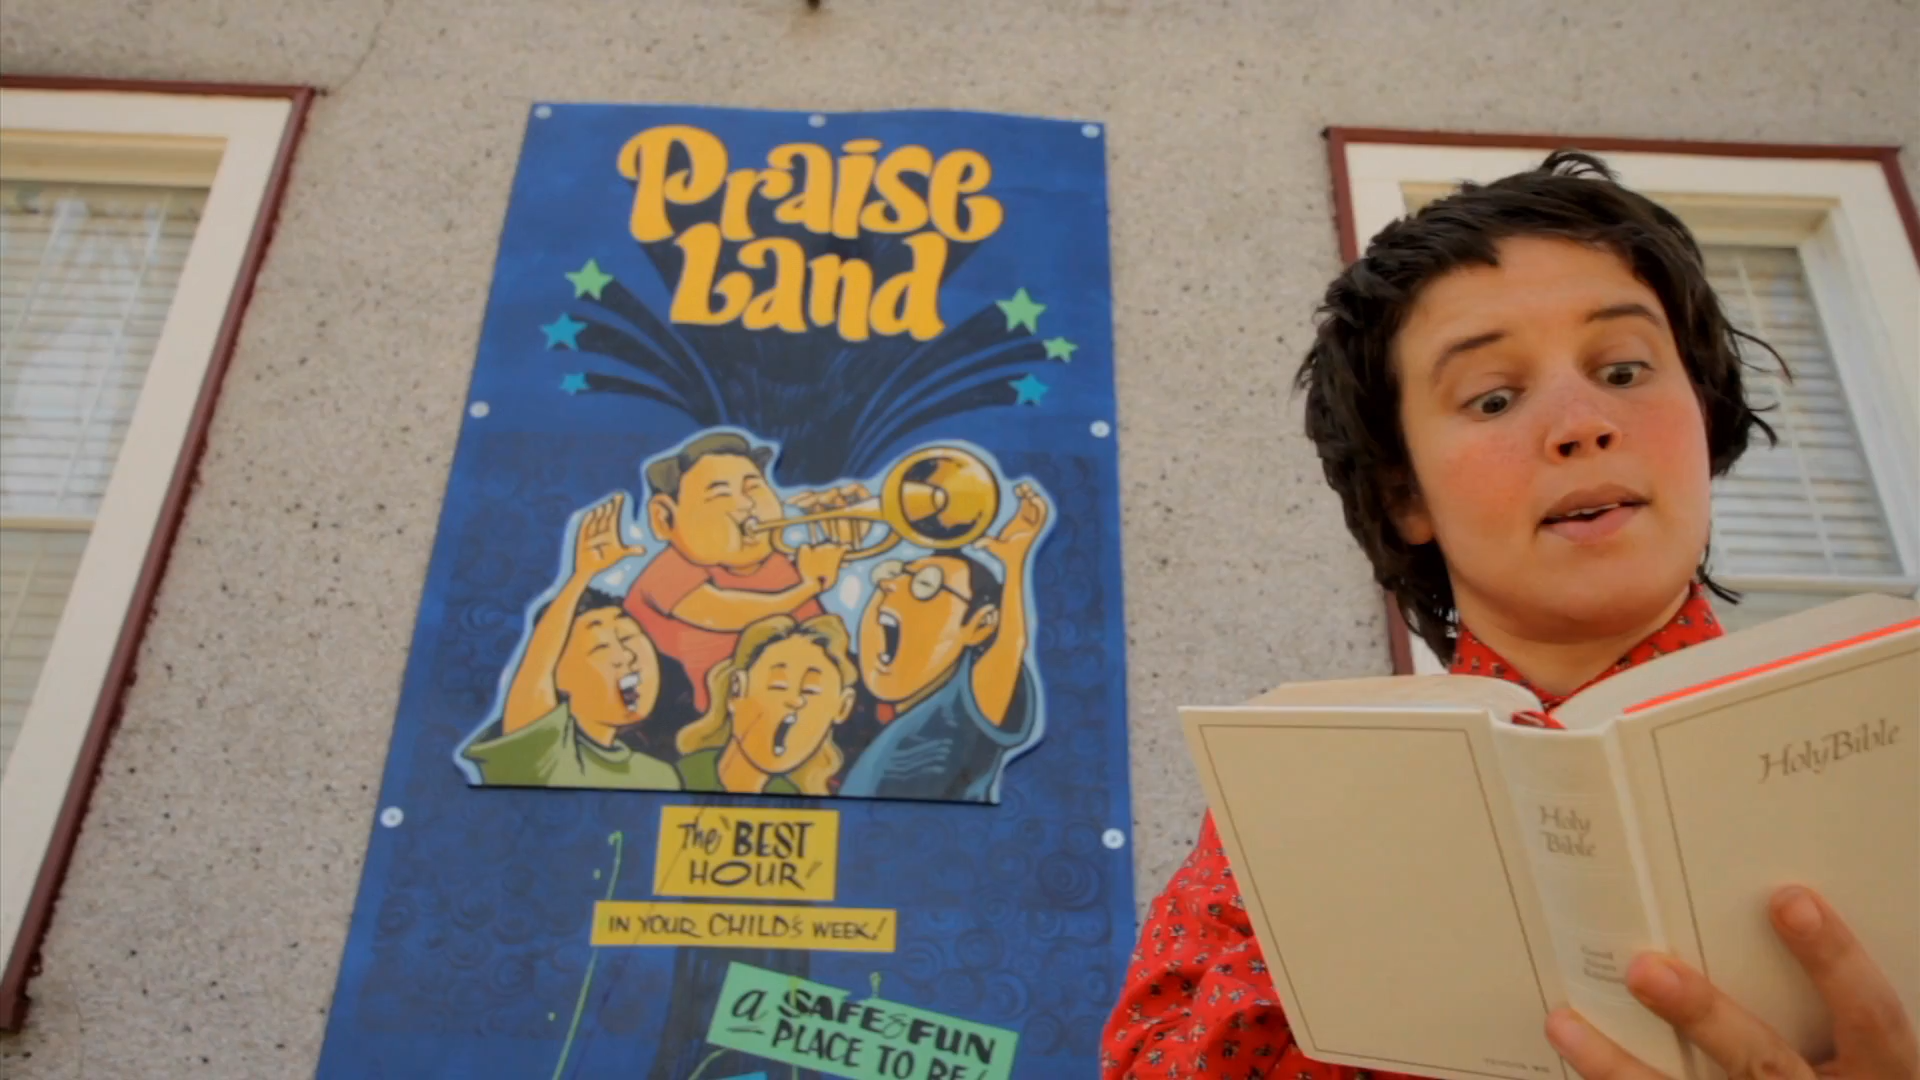 Praise
Land
The "BEST
HOUR"
IN YOUR CHILD'S WEEK!
a SAFE & FUN
PLACE TO BE!
Holy Bible
Holy
Bible